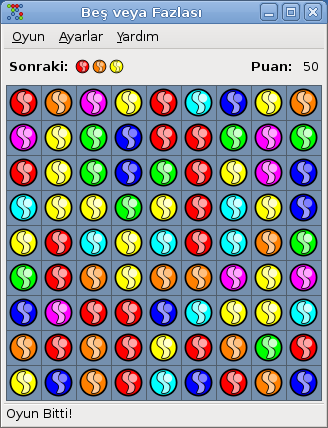 Beş veya Fazlası
Oyun Ayarlar Yardım
Sonraki: Puan: 50
Oyun Bitti!